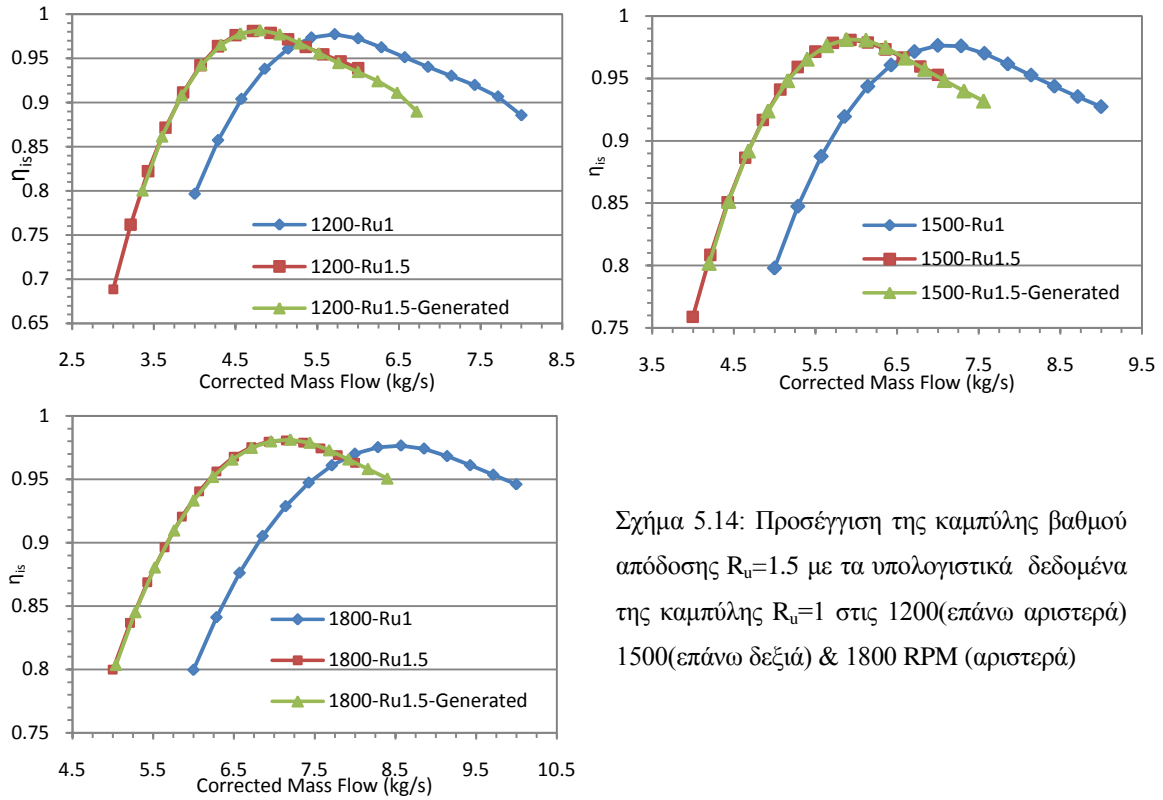 1
0.95
0.9
0.85
0.8
0.75
0.7
0.65
ηis
1200-Ru1
1200-Ru1.5
1200-Ru1.5-Generated
2.5 3.5 4.5 5.5 6.5 7.5 8.5
Corrected Mass Flow (kg/s)
1
0.95
0.9
0.85
0.8
0.75
ηis
1500-Ru1
1500-Ru1.5
1500-Ru1.5-Generated
3.5 4.5 5.5 6.5 7.5 8.5 9.5
Corrected Mass Flow (kg/s)
1
0.95
0.9
0.85
0.8
0.75
ηis
1800-Ru1
1800-Ru1.5
1800-Ru1.5-Generated
4.5 5.5 6.5 7.5 8.5 9.5 10.5
Corrected Mass Flow (kg/s)
Σχήμα 5.14: Προσέγγιση της καμπύλης βαθμού
απόδοσης Ru=1.5 με τα υπολογιστικά δεδομένα
της καμπύλης Ru=1 στις 1200(επάνω αριστερά)
1500(επάνω δεξιά) & 1800 RPM (αριστερά)